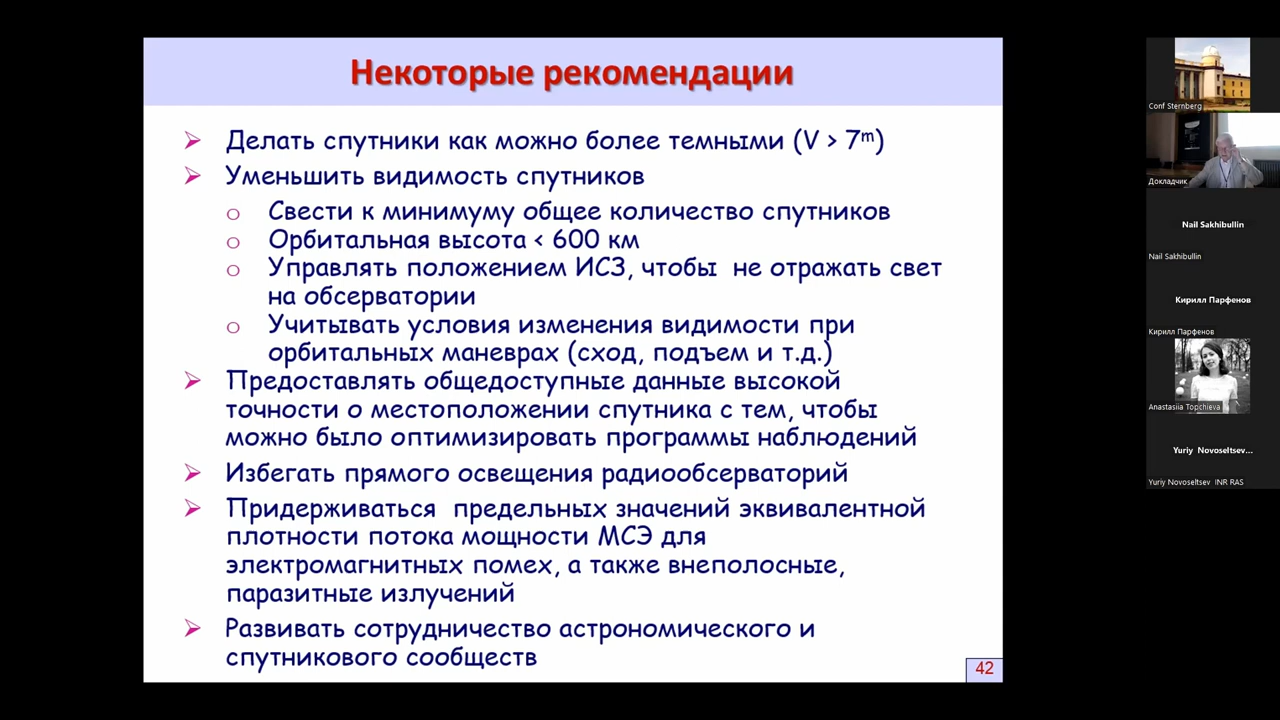 Некоторые рекомендации
Делать спутники как можно более темными (V > 7ᵐ)
Уменьшить видимость спутников
Свести к минимуму общее количество спутников
Орбитальная высота < 600 км
Управлять положением ИСЗ, чтобы не отражать свет
на обсерватории
Учитывать условия изменения видимости при
орбитальных маневрах (сход, подъем и т.д.)
Предоставлять общедоступные данные высокой
точности о местоположении спутника с тем, чтобы
можно было оптимизировать программы наблюдений
Избегать прямого освещения радиообсерваторий
Придерживаться предельных значений эквивалентной
плотности потока мощности МСЭ для
электромагнитных помех, а также внеполосные,
паразитные излучений
Развивать сотрудничество астрономического и
спутникового сообществ
42
Conf Sternberg
Докладчик
Nail Sakhibullin
Nail Sakhibullin
Кирилл Парфенов
Кирилл Парфенов
Anastasiia Topchieva
Yuriy Novoseltsev...
Yuriy Novoseltsev INR RAS